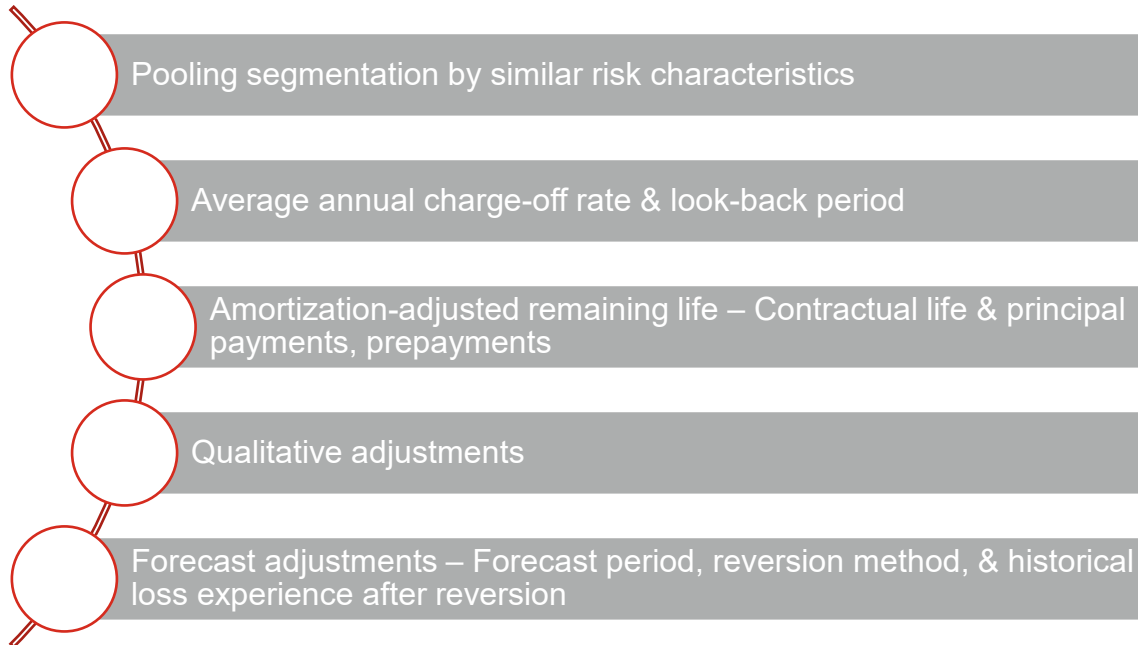 Pooling segmentation by similar risk characteristics
Average annual charge-off rate & look-back period
Amortization-adjusted remaining life – Contractual life & principal
payments, prepayments
Qualitative adjustments
Forecast adjustments – Forecast period, reversion method, & historical
loss experience after reversion